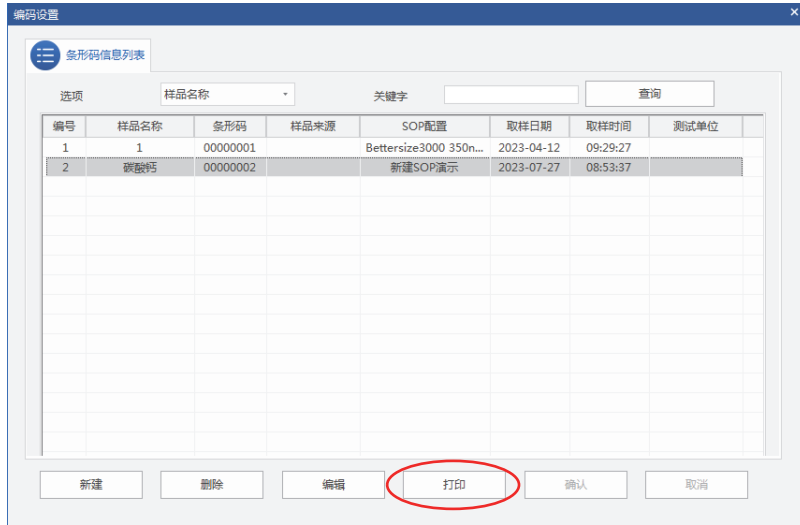 编码设置
条形码信息列表
选项 样品名称 关键字 查询
编号 样品名称 条形码 样品来源 SOP配置 取样日期 取样时间 测试单位
1 1 00000001 Bettersize3000 350n... 2023-04-12 09:29:27
2 碳酸钙 00000002 新建SOP演示 2023-07-27 08:53:37
新建 删除 编辑 打印 确认 取消